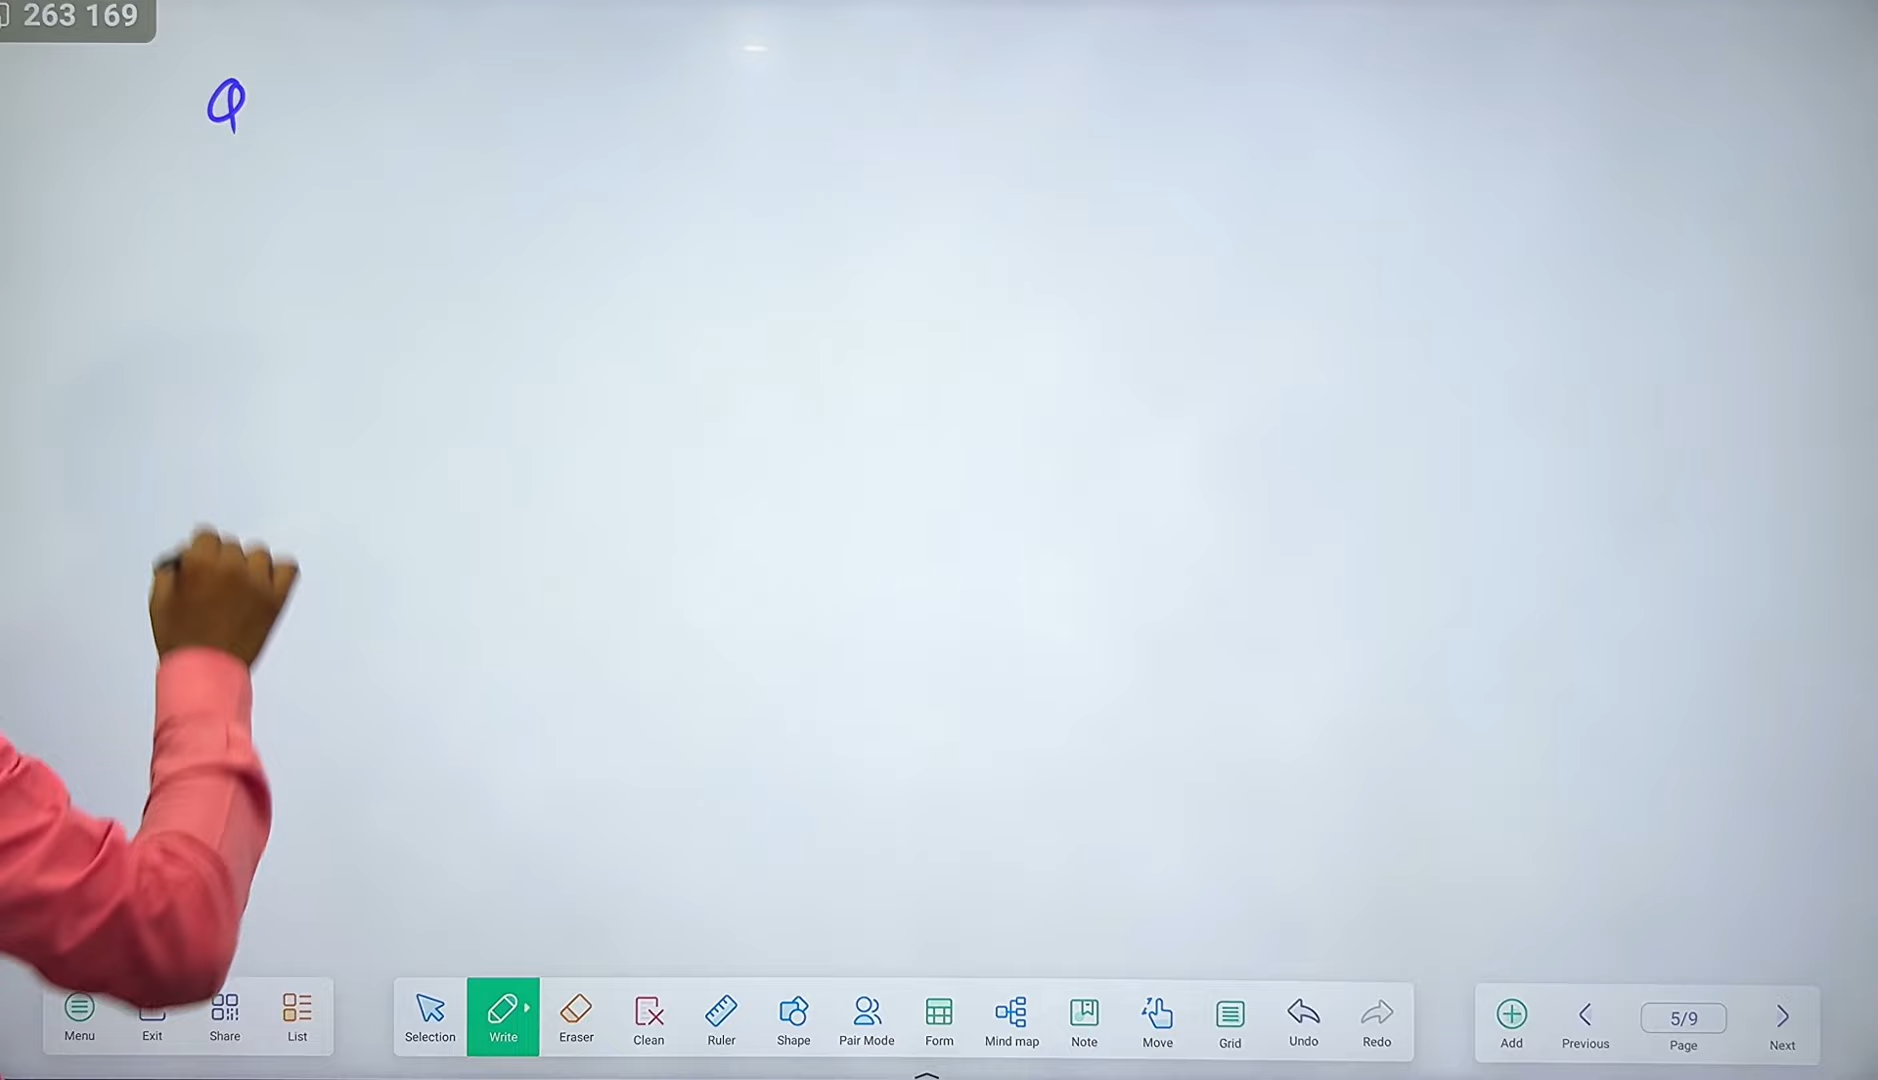 263 169
Q
Menu Exit Share List Selection Write Eraser Clean Ruler Shape Pair Mode Form Mind map Note Move Grid Undo Redo Add Previous 5/9 Page Next